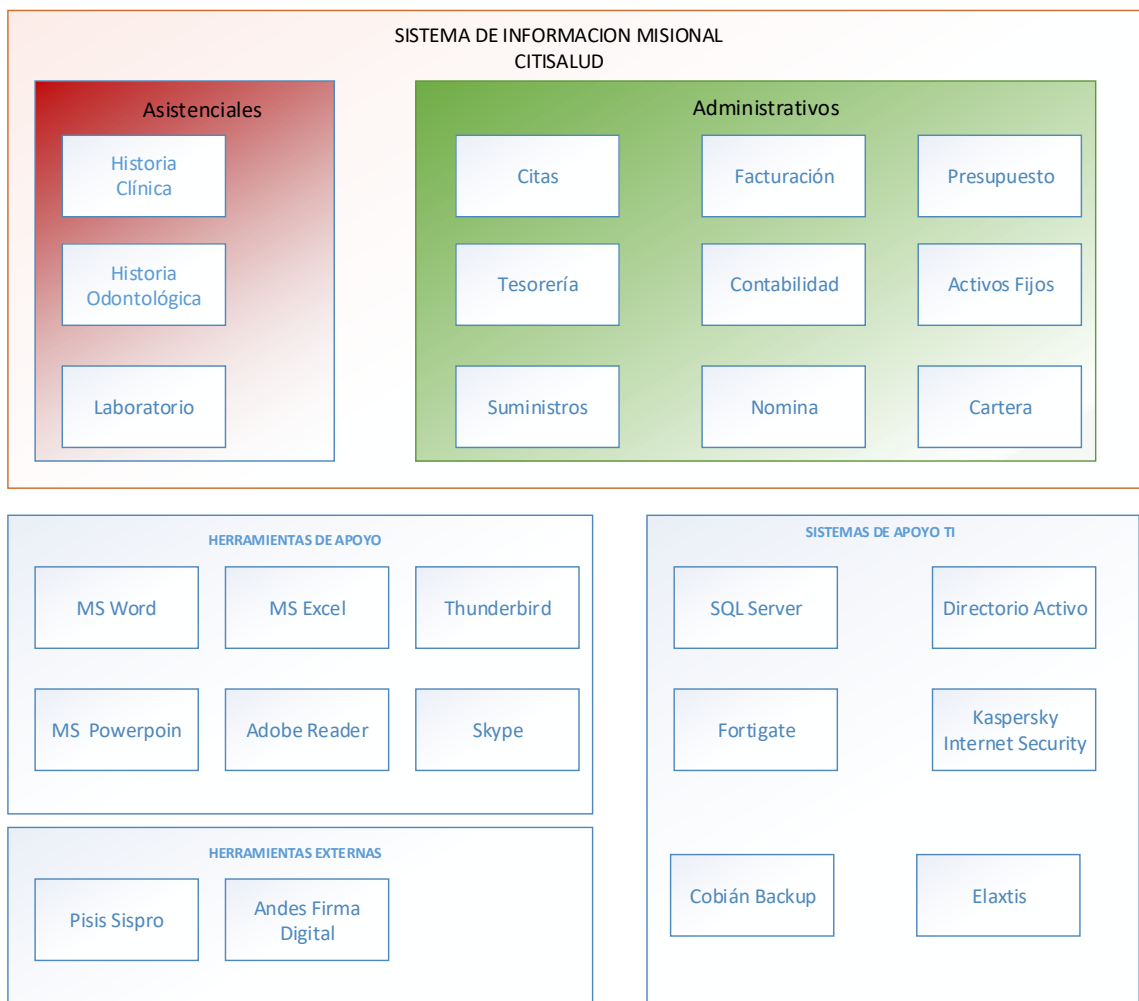 SISTEMA DE INFORMACION MISIONAL
CITISALUD
Asistenciales
Historia
Clínica
Historia
Odontológica
Laboratorio
Administrativos
Citas
Facturación
Presupuesto
Tesorería
Contabilidad
Activos Fijos
Suministros
Nomina
Cartera
HERRAMIENTAS DE APOYO
MS Word
MS Excel
Thunderbird
MS Powerpoin
Adobe Reader
Skype
HERRAMIENTAS EXTERNAS
Pisis Sispro
Andes Firma
Digital
SISTEMAS DE APOYO TI
SQL Server
Directorio Activo
Fortigate
Kaspersky
Internet Security
Cobián Backup
Elaxtis